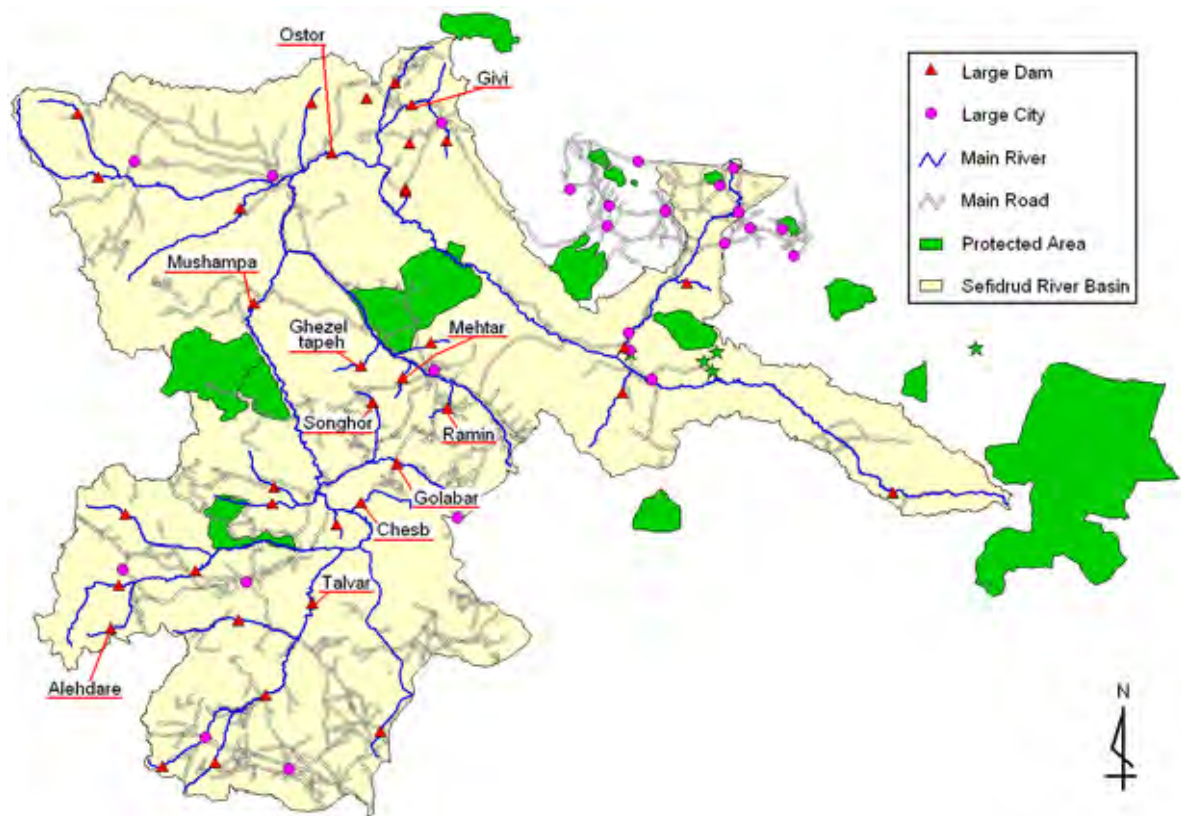 Ostor
Givi
Large Dam
Large City
Main River
Main Road
Protected Area
Sefidrud River Basin
Mushampa
Ghezel
tapeh
Mehtar
Songhor
Ramin
Golabar
Chesb
Talvar
Alehdare
N